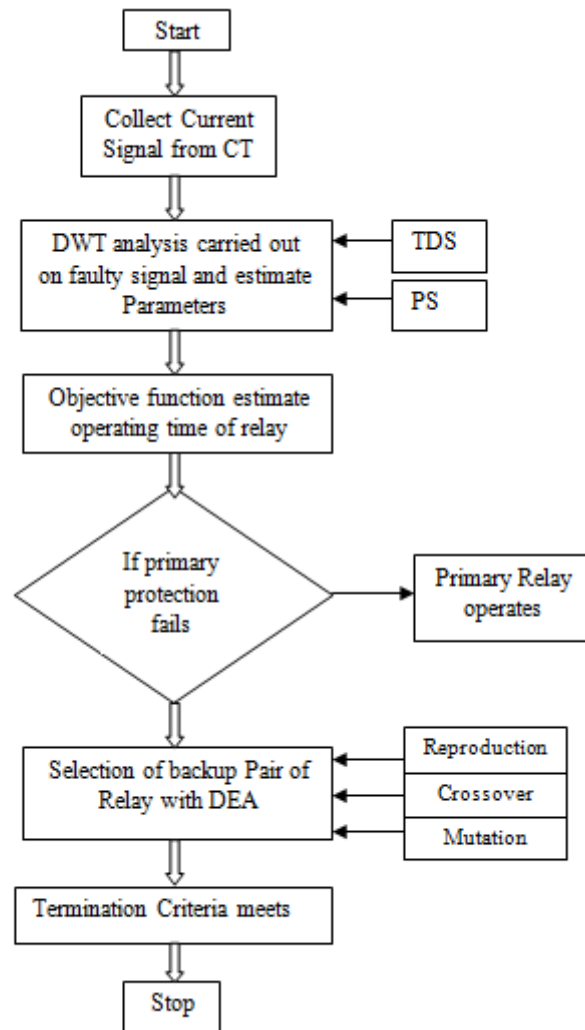 Start
Collect Current
Signal from CT
DWT analysis carried out
on faulty signal and estimate
Parameters
TDS
PS
Objective function estimate
operating time of relay
If primary
protection
fails
Primary Relay
operates
Selection of backup Pair of
Relay with DEA
Reproduction
Crossover
Mutation
Termination Criteria meets
Stop